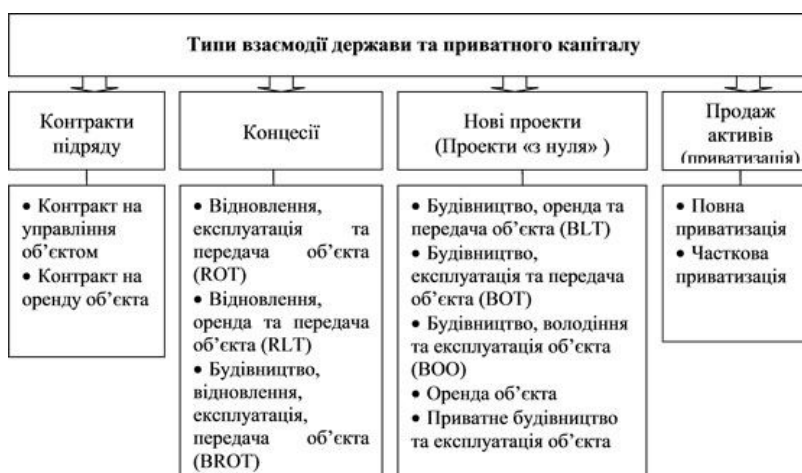 Типи взаємодії держави та приватного капіталу
Контракти
підряду
Концесії
Нові проекти
(Проекти «з нуля» )
Продаж
активів
(приватизація)
• Контракт на
управління
об’єктом
• Контракт на
оренду об’єкта
• Відновлення,
експлуатація та
передача об’єкта
(ROT)
• Відновлення,
оренда та передача
об’єкта (RLT)
• Будівництво,
відновлення,
експлуатація,
передача об’єкта
(BROT)
• Будівництво, оренда та
передача об’єкта (BLT)
• Будівництво,
експлуатація та передача
об’єкта (BOT)
• Будівництво, володіння
та експлуатація об’єкта
(BOO)
• Оренда об’єкта
• Приватне будівництво
та експлуатація об’єкта
• Повна
приватизація
• Часткова
приватизація